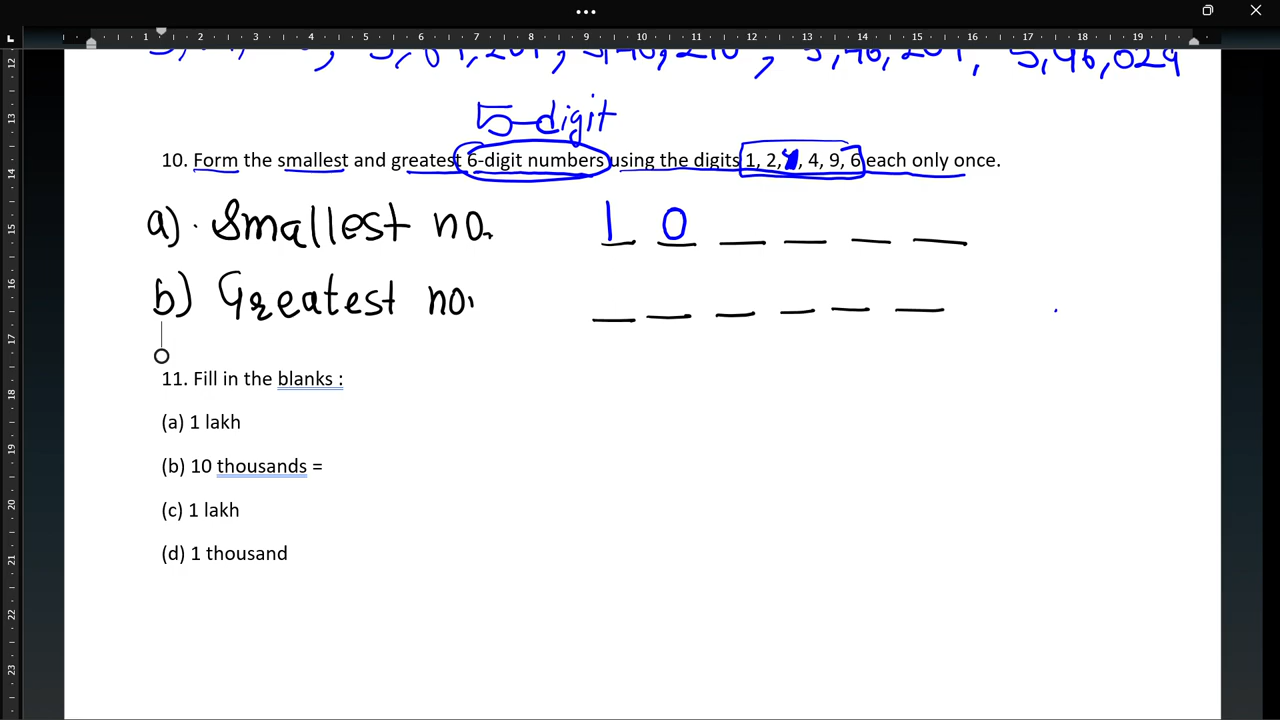 5-digit
10. Form the smallest and greatest 6-digit numbers using the digits 1, 2, , 4, 9, 6 each only once.
a). Smallest no. 1 0 _ _ _ _
b) Greatest no. _ _ _ _ _ _
11. Fill in the blanks :
(a) 1 lakh
(b) 10 thousands =
(c) 1 lakh
(d) 1 thousand